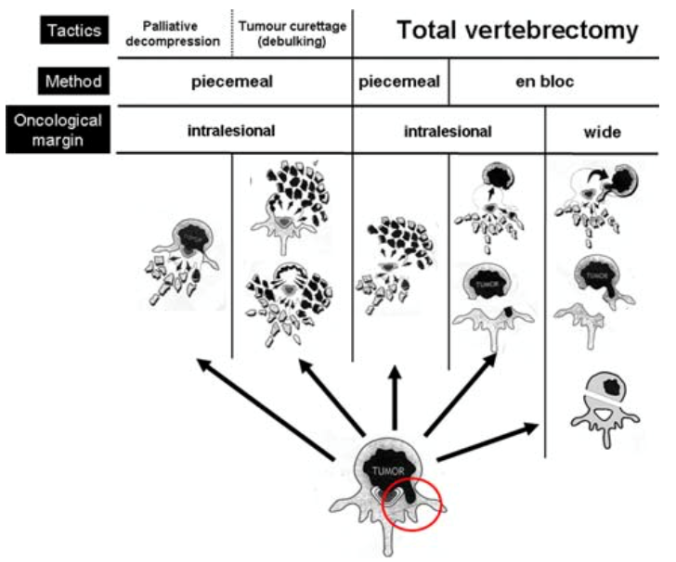 Tactics
Palliative
decompression
Tumour curettage
(debulking)
Total vertebrectomy
Method
piecemeal
piecemeal
en bloc
Oncological
margin
intralesional
intralesional
wide
TUMOR
TUMOR
TUMOR
TUMOR